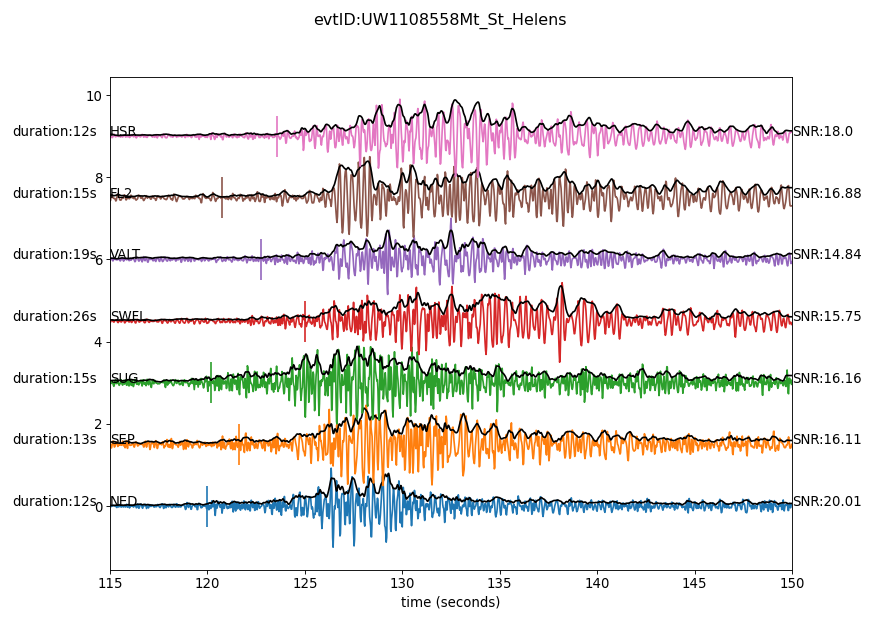 evtID:UW1108558Mt_St_Helens
10
duration:12s HSR SNR:18.0
8
duration:15s EL2 SNR:16.88
duration:19s VALT SNR:14.84
6
duration:26s SWFL SNR:15.75
4
duration:15s SUG SNR:16.16
2
duration:13s SEP SNR:16.11
duration:12s NED SNR:20.01
0
115 120 125 130 135 140 145 150
time (seconds)